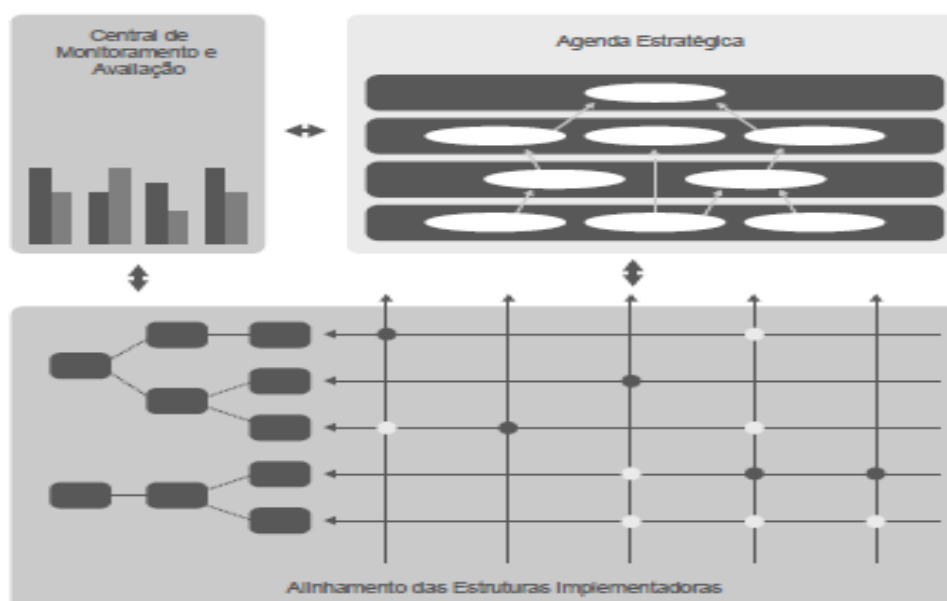 Central de
Monitoramento e
Avaliação
Agenda Estratégica
Alinhamento das Estruturas Implementadoras